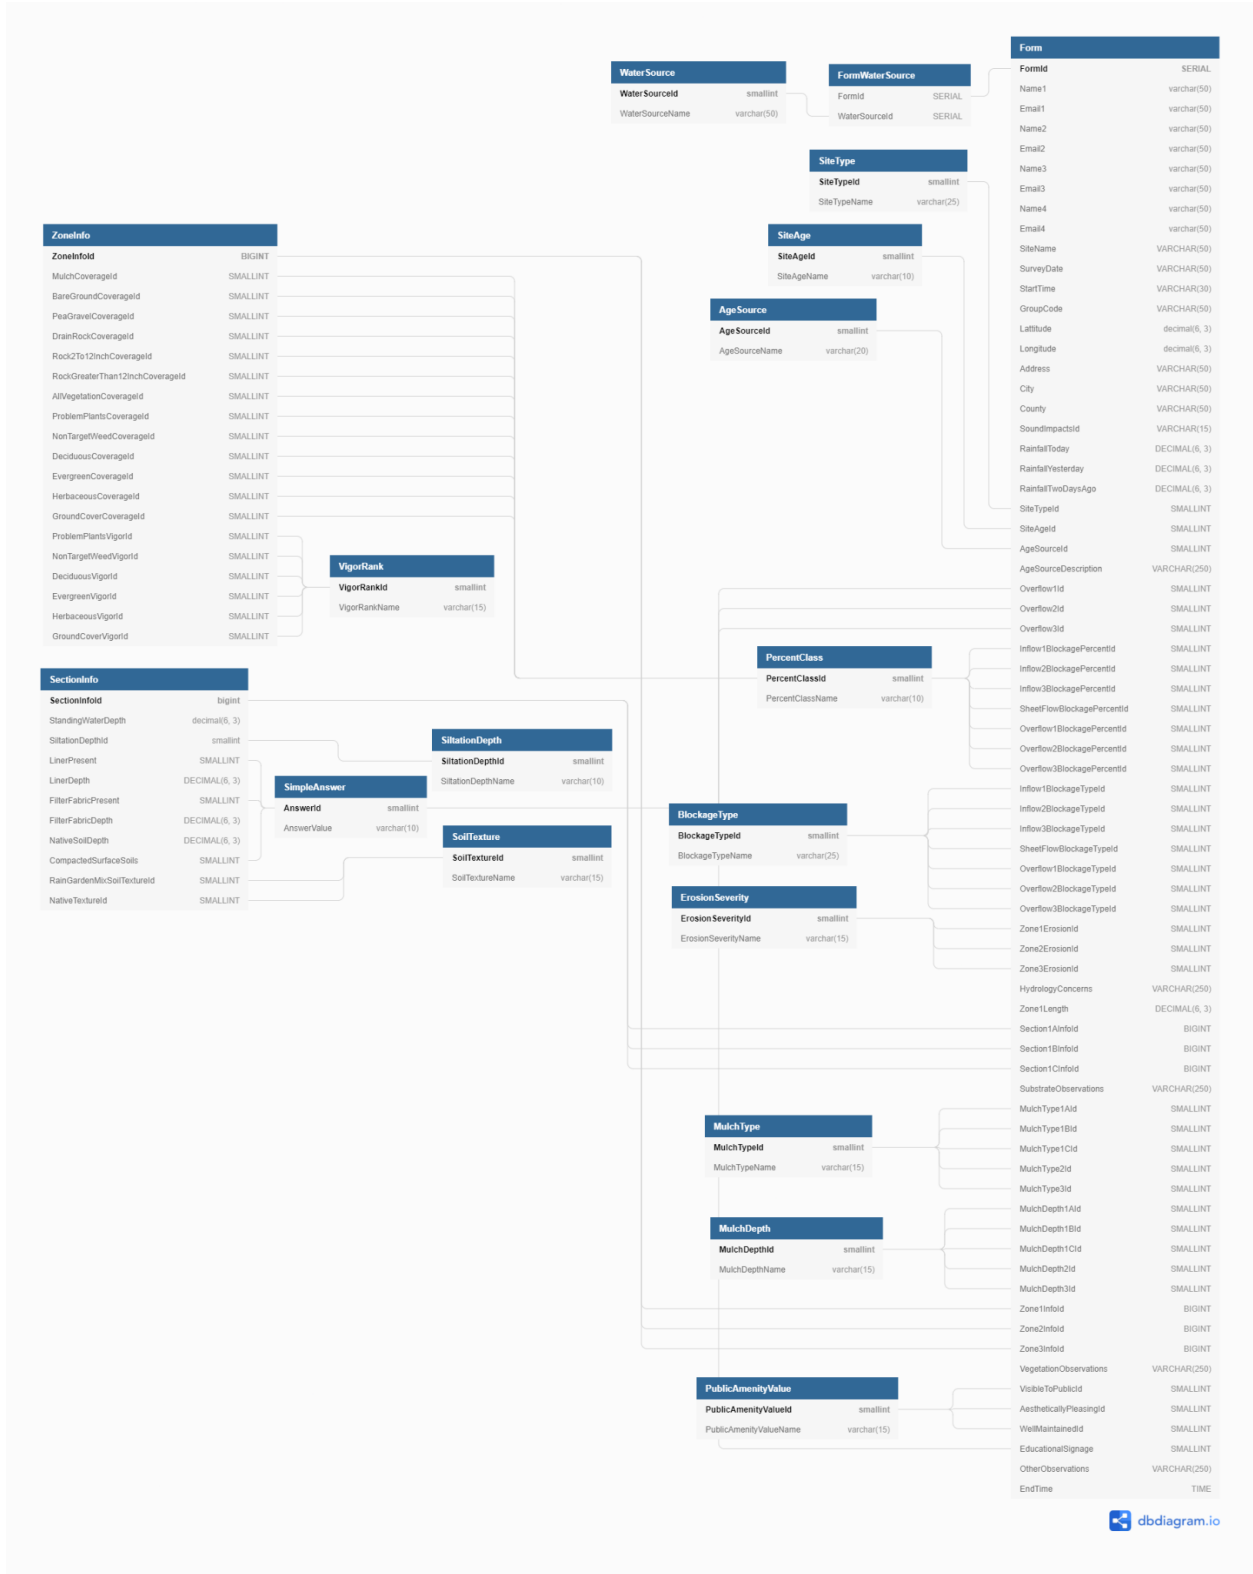 Form
FormId SERIAL
Name1 varchar(50)
Email1 varchar(50)
Name2 varchar(50)
Email2 varchar(50)
Name3 varchar(50)
Email3 varchar(50)
Name4 varchar(50)
Email4 varchar(50)
SiteName VARCHAR(50)
SurveyDate VARCHAR(50)
StartTime VARCHAR(30)
GroupCode VARCHAR(50)
Lattitude decimal(6, 3)
Longitude decimal(6, 3)
Address VARCHAR(50)
City VARCHAR(50)
County VARCHAR(50)
SoundImpactsId VARCHAR(15)
RainfallToday DECIMAL(6, 3)
RainfallYesterday DECIMAL(6, 3)
RainfallTwoDaysAgo DECIMAL(6, 3)
SiteTypeId SMALLINT
SiteAgeId SMALLINT
AgeSourceId SMALLINT
AgeSourceDescription VARCHAR(250)
Overflow1Id SMALLINT
Overflow2Id SMALLINT
Overflow3Id SMALLINT
Inflow1BlockagePercentId SMALLINT
Inflow2BlockagePercentId SMALLINT
Inflow3BlockagePercentId SMALLINT
SheetFlowBlockagePercentId SMALLINT
Overflow1BlockagePercentId SMALLINT
Overflow2BlockagePercentId SMALLINT
Overflow3BlockagePercentId SMALLINT
Inflow1BlockageTypeId SMALLINT
Inflow2BlockageTypeId SMALLINT
Inflow3BlockageTypeId SMALLINT
SheetFlowBlockageTypeId SMALLINT
Overflow1BlockageTypeId SMALLINT
Overflow2BlockageTypeId SMALLINT
Overflow3BlockageTypeId SMALLINT
Zone1ErosionId SMALLINT
Zone2ErosionId SMALLINT
Zone3ErosionId SMALLINT
HydrologyConcerns VARCHAR(250)
Zone1Length DECIMAL(6, 3)
Section1AInfoId BIGINT
Section1BInfoId BIGINT
Section1CInfoId BIGINT
SubstrateObservations VARCHAR(250)
MulchType1AId SMALLINT
MulchType1BId SMALLINT
MulchType1CId SMALLINT
MulchType2Id SMALLINT
MulchType3Id SMALLINT
MulchDepth1AId SMALLINT
MulchDepth1BId SMALLINT
MulchDepth1CId SMALLINT
MulchDepth2Id SMALLINT
MulchDepth3Id SMALLINT
Zone1InfoId BIGINT
Zone2InfoId BIGINT
Zone3InfoId BIGINT
VegetationObservations VARCHAR(250)
VisibleToPublicId SMALLINT
AestheticallyPleasingId SMALLINT
WellMaintainedId SMALLINT
EducationalSignage SMALLINT
OtherObservations VARCHAR(250)
EndTime TIME
WaterSource
WaterSourceId smallint
WaterSourceName varchar(50)
FormWaterSource
FormId SERIAL
WaterSourceId SERIAL
SiteType
SiteTypeId smallint
SiteTypeName varchar(25)
SiteAge
SiteAgeId smallint
SiteAgeName varchar(10)
AgeSource
AgeSourceId smallint
AgeSourceName varchar(20)
ZoneInfo
ZoneInfoId BIGINT
MulchCoverageId SMALLINT
BareGroundCoverageId SMALLINT
PeaGravelCoverageId SMALLINT
DrainRockCoverageId SMALLINT
Rock2To12InchCoverageId SMALLINT
RockGreaterThan12InchCoverageId SMALLINT
AllVegetationCoverageId SMALLINT
ProblemPlantsCoverageId SMALLINT
NonTargetWeedCoverageId SMALLINT
DeciduousCoverageId SMALLINT
EvergreenCoverageId SMALLINT
HerbaceousCoverageId SMALLINT
GroundCoverCoverageId SMALLINT
ProblemPlantsVigorId SMALLINT
NonTargetWeedVigorId SMALLINT
DeciduousVigorId SMALLINT
EvergreenVigorId SMALLINT
HerbaceousVigorId SMALLINT
GroundCoverVigorId SMALLINT
VigorRank
VigorRankId smallint
VigorRankName varchar(15)
PercentClass
PercentClassId smallint
PercentClassName varchar(10)
SectionInfo
SectionInfoId bigint
StandingWaterDepth decimal(6, 3)
SiltationDepthId smallint
LinerPresent SMALLINT
LinerDepth DECIMAL(6, 3)
FilterFabricPresent SMALLINT
FilterFabricDepth DECIMAL(6, 3)
NativeSoilDepth DECIMAL(6, 3)
CompactedSurfaceSoils SMALLINT
RainGardenMixSoilTextureId SMALLINT
NativeTextureId SMALLINT
SiltationDepth
SiltationDepthId smallint
SiltationDepthName varchar(10)
SimpleAnswer
AnswerId smallint
AnswerValue varchar(10)
SoilTexture
SoilTextureId smallint
SoilTextureName varchar(15)
BlockageType
BlockageTypeId smallint
BlockageTypeName varchar(25)
ErosionSeverity
ErosionSeverityId smallint
ErosionSeverityName varchar(15)
MulchType
MulchTypeId smallint
MulchTypeName varchar(15)
MulchDepth
MulchDepthId smallint
MulchDepthName varchar(15)
PublicAmenityValue
PublicAmenityValueId smallint
PublicAmenityValueName varchar(15)
dbdiagram.io